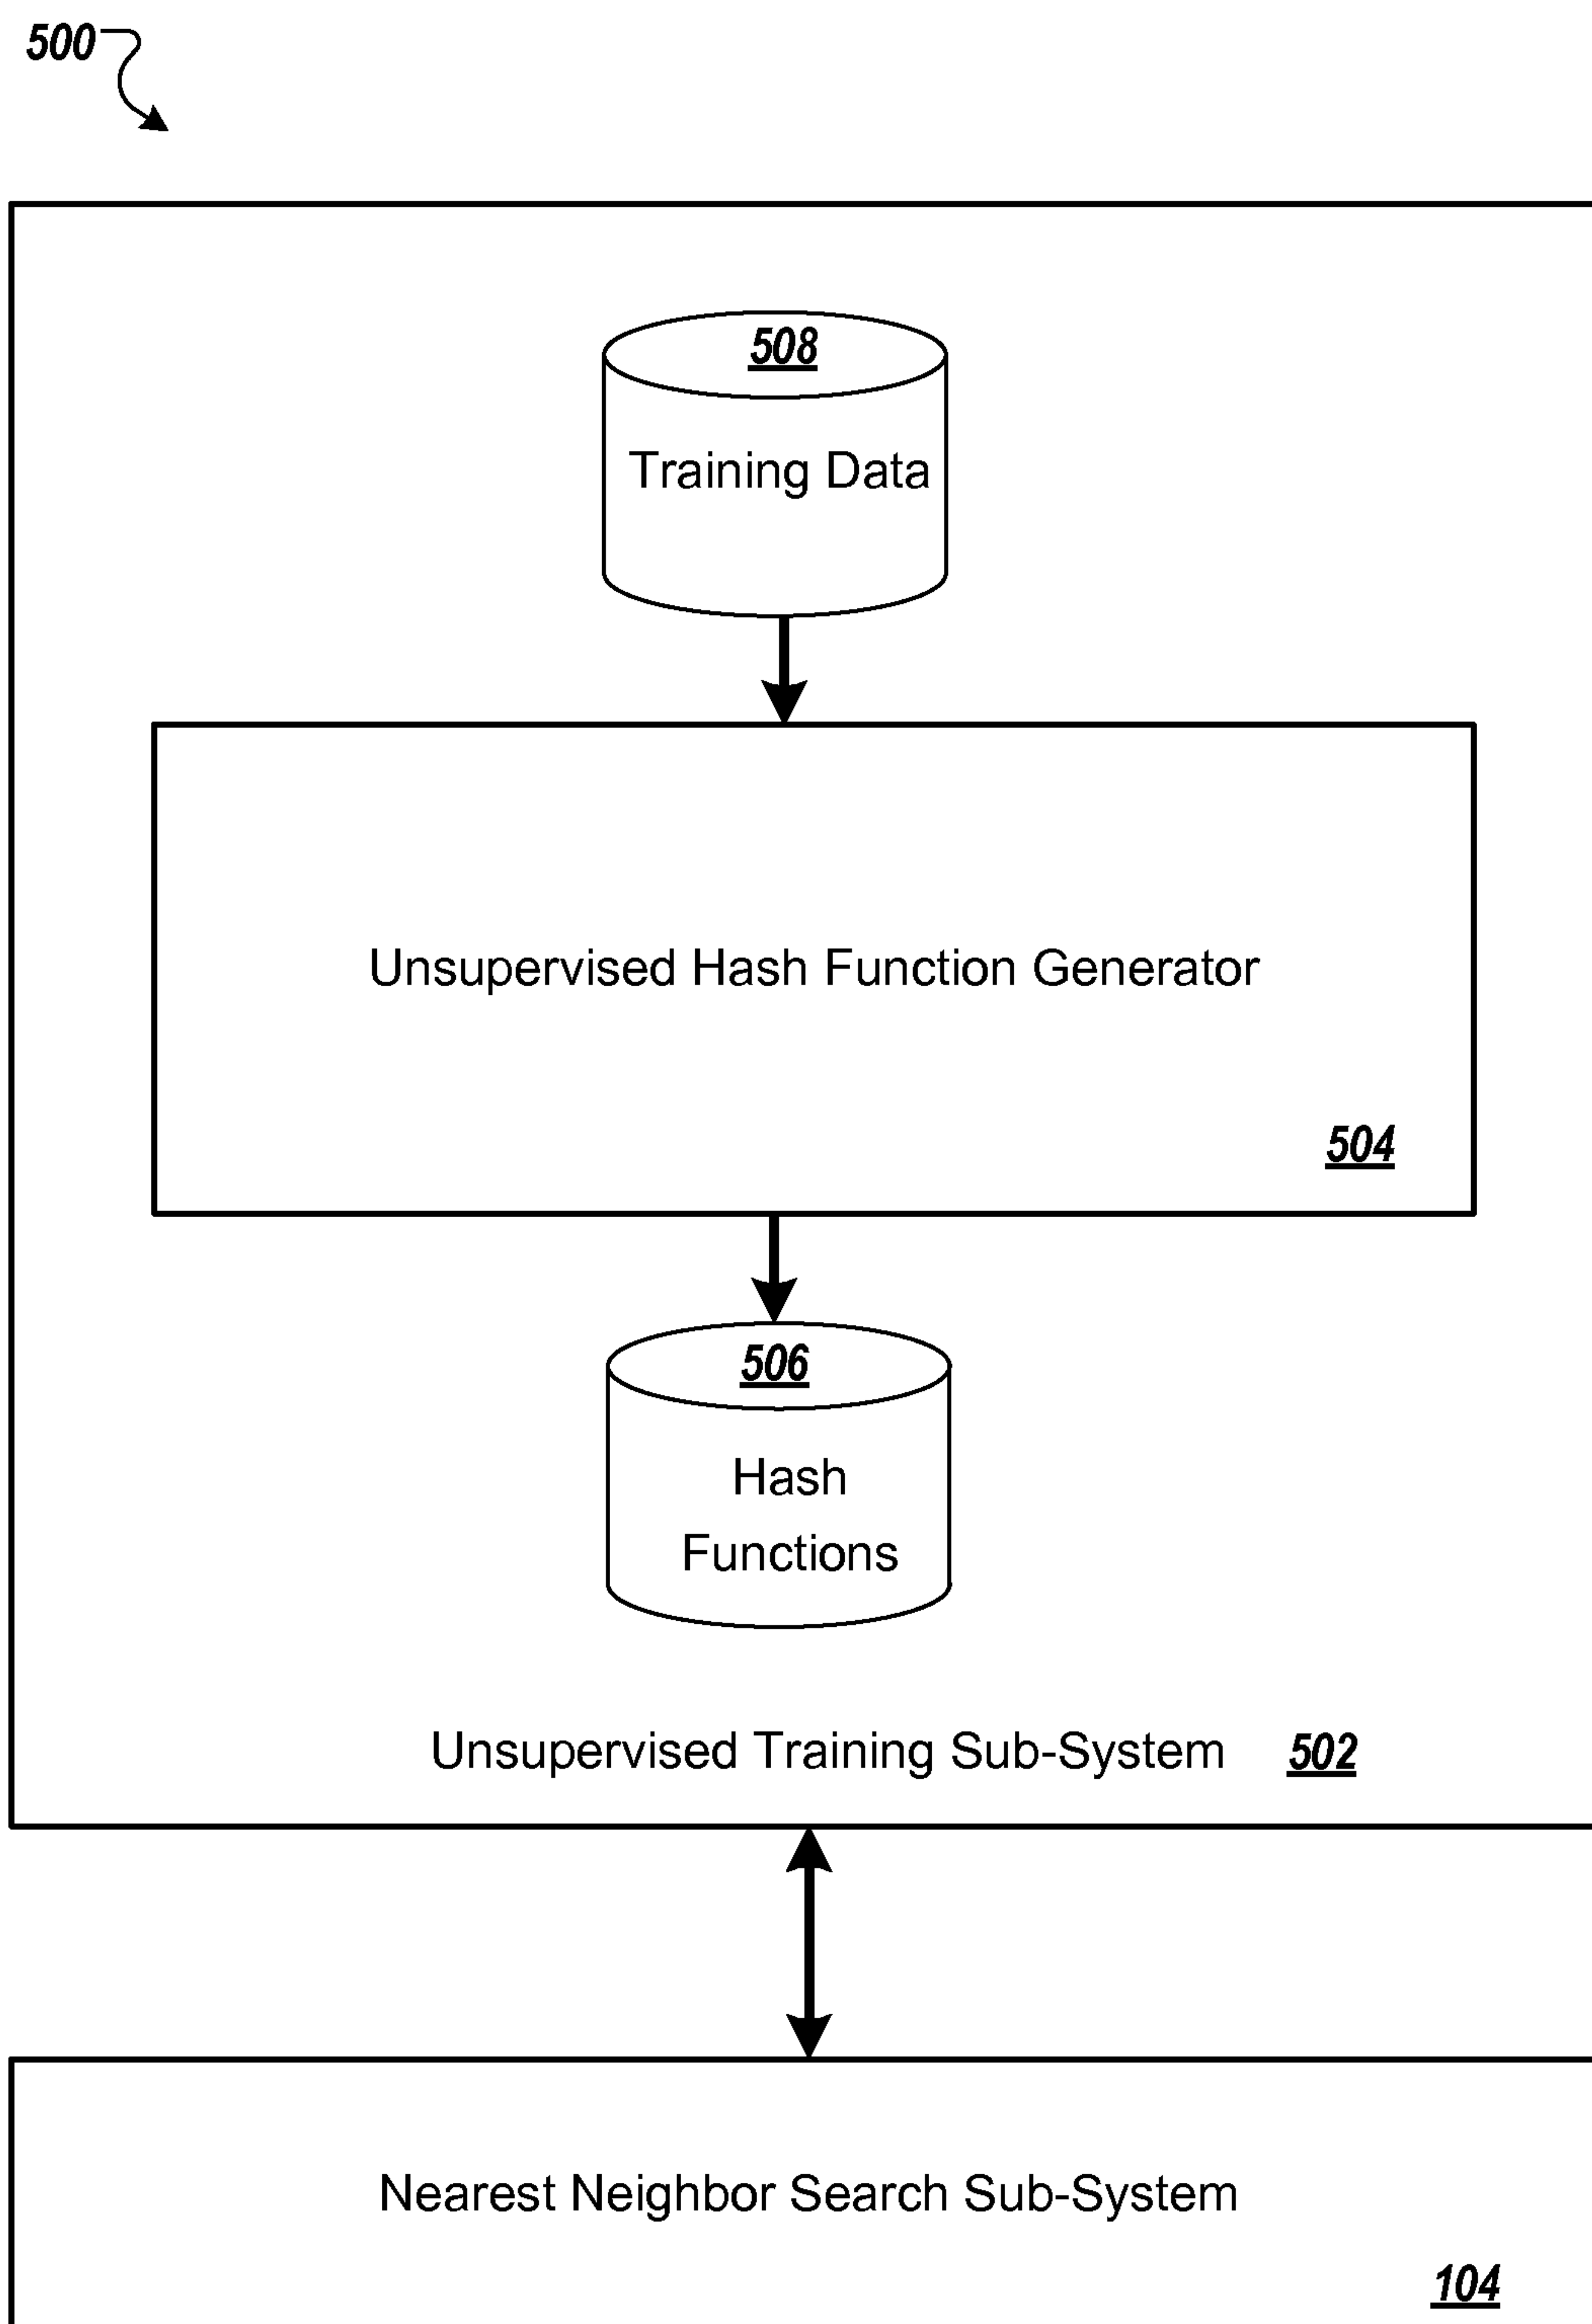 500
508
Training Data
Unsupervised Hash Function Generator
504
506
Hash
Functions
Unsupervised Training Sub-System 502
Nearest Neighbor Search Sub-System
104